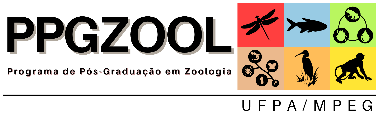 PPGZOOL
Programa de Pós-Graduação em Zoologia
UFPA/MPEG